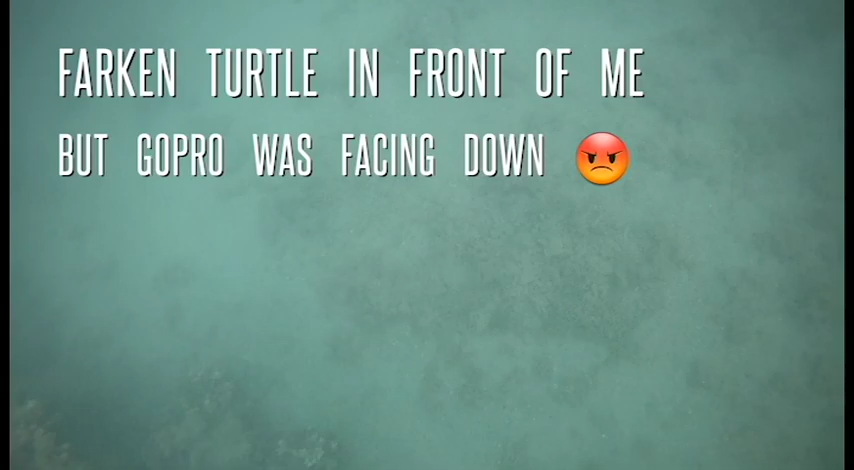 FARKEN TURTLE IN FRONT OF ME
BUT GOPRO WAS FACING DOWN 😡